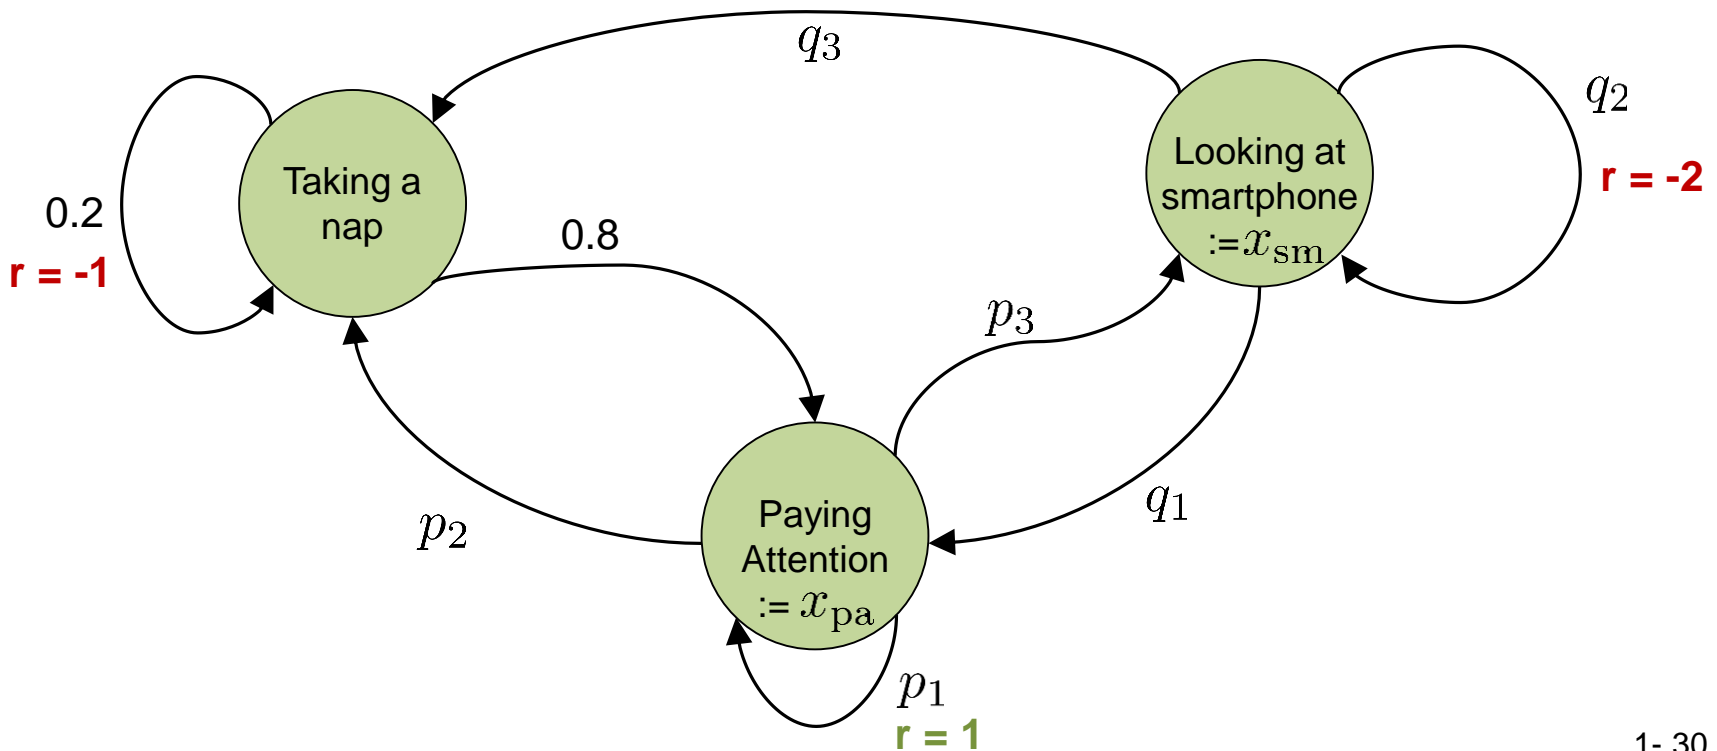 q₃
q₂
r = -2
Taking a
nap
0.2
r = -1
0.8
Looking at
smartphone
:= xₛₘ
p₃
p₂
q₁
Paying
Attention
:= x_pa
p₁
r = 1
1- 30